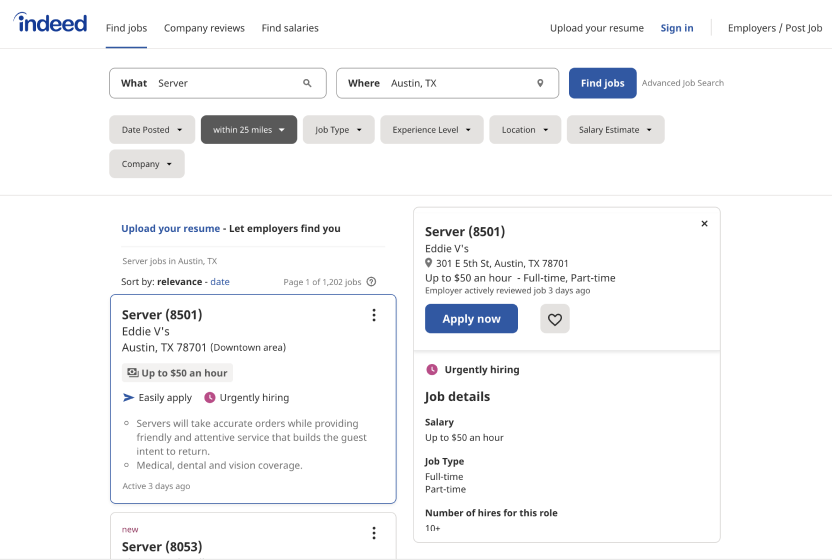 indeed
Find jobs
Company reviews
Find salaries
Upload your resume
Sign in
Employers / Post Job
What Server
Where Austin, TX
Find jobs
Advanced Job Search
Date Posted
within 25 miles
Job Type
Experience Level
Location
Salary Estimate
Company
Upload your resume - Let employers find you
Server jobs in Austin, TX
Sort by: relevance - date
Page 1 of 1,202 jobs
Server (8501)
Eddie V's
Austin, TX 78701 (Downtown area)
Up to $50 an hour
Easily apply
Urgently hiring
Servers will take accurate orders while providing
friendly and attentive service that builds the guest
intent to return.
Medical, dental and vision coverage.
Active 3 days ago
new
Server (8053)
Server (8501)
Eddie V's
301 E 5th St, Austin, TX 78701
Up to $50 an hour - Full-time, Part-time
Employer actively reviewed job 3 days ago
Apply now
Urgently hiring
Job details
Salary
Up to $50 an hour
Job Type
Full-time
Part-time
Number of hires for this role
10+